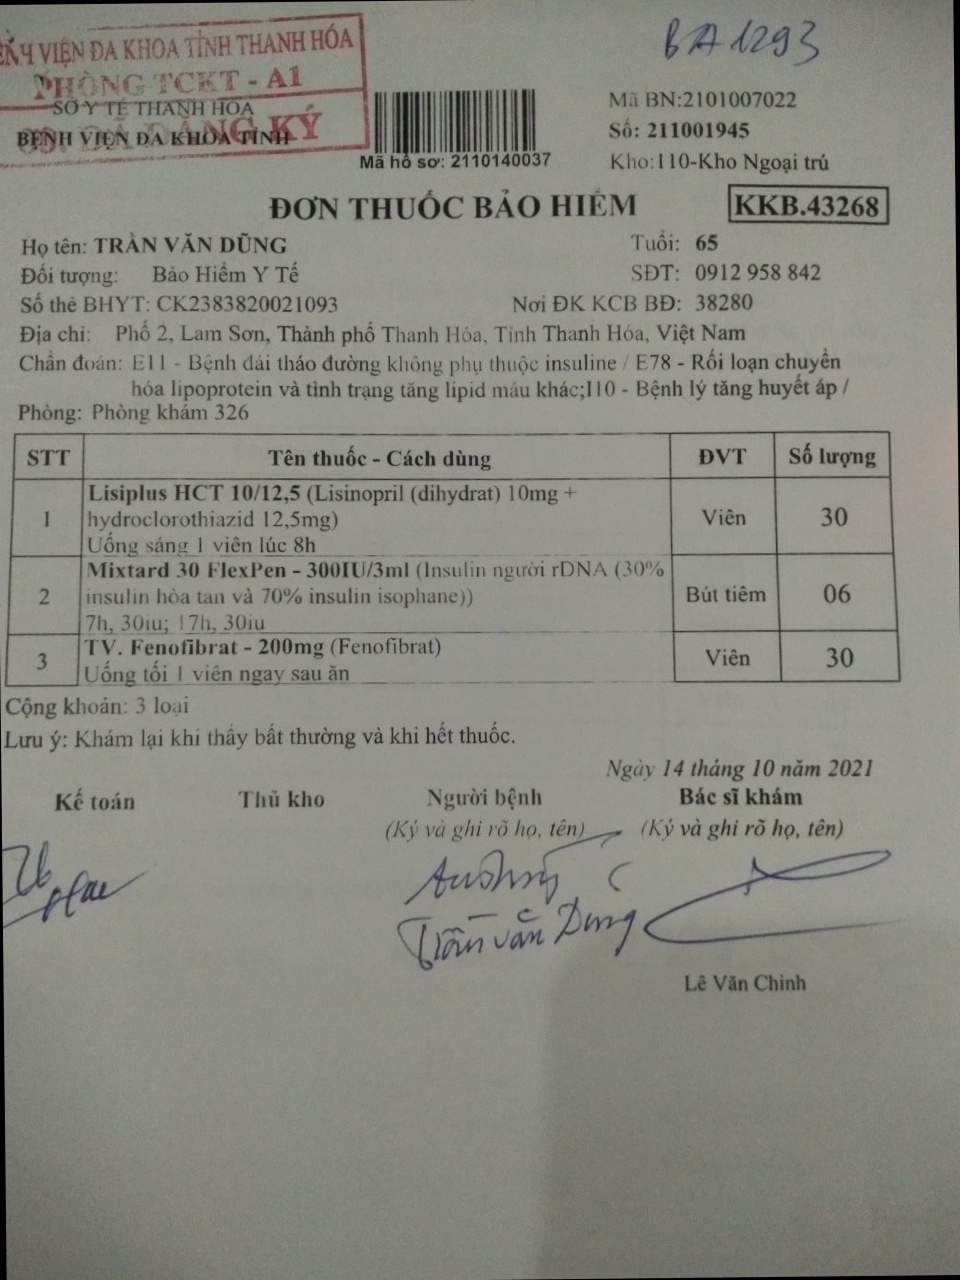 BA 1293
BỆNH VIỆN ĐA KHOA TỈNH THANH HÓA
PHÒNG TCKT - A1
SỞ Y TẾ THANH HÓA
BỆNH VIỆN ĐA KHOA TỈNH
ĐÃ ĐĂNG KÝ
Mã hồ sơ: 2110140037
Mã BN:2101007022
Số: 211001945
Kho:110-Kho Ngoại trú
ĐƠN THUỐC BẢO HIỂM
KKB.43268
Họ tên: TRẦN VĂN DŨNG Tuổi: 65
Đối tượng: Bảo Hiểm Y Tế SĐT: 0912 958 842
Số thẻ BHYT: CK2383820021093 Nơi ĐK KCB BĐ: 38280
Địa chỉ: Phố 2, Lam Sơn, Thành phố Thanh Hóa, Tỉnh Thanh Hóa, Việt Nam
Chẩn đoán: E11 - Bệnh đái tháo đường không phụ thuộc insuline / E78 - Rối loạn chuyển
hóa lipoprotein và tình trạng tăng lipid máu khác;I10 - Bệnh lý tăng huyết áp /
Phòng: Phòng khám 326
STT Tên thuốc - Cách dùng ĐVT Số lượng
1 Lisiplus HCT 10/12,5 (Lisinopril (dihydrat) 10mg +
hydroclorothiazid 12,5mg) Viên 30
Uống sáng 1 viên lúc 8h
2 Mixtard 30 FlexPen - 300IU/3ml (Insulin người rDNA (30%
insulin hòa tan và 70% insulin isophane)) Bút tiêm 06
7h, 30iu; 17h, 30iu
3 TV. Fenofibrat - 200mg (Fenofibrat) Viên 30
Uống tối 1 viên ngay sau ăn
Cộng khoản: 3 loại
Lưu ý: Khám lại khi thấy bất thường và khi hết thuốc.
Ngày 14 tháng 10 năm 2021
Kế toán Thủ kho Người bệnh Bác sĩ khám
(Ký và ghi rõ họ, tên) (Ký và ghi rõ họ, tên)
Trần Văn Dũng
Lê Văn Chinh